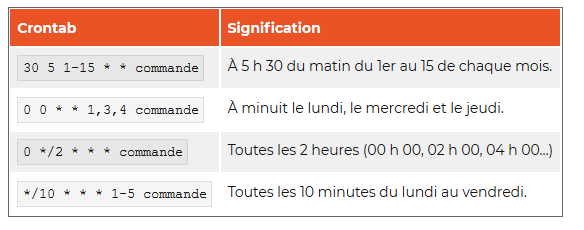 Crontab Signification
30 5 1-15 * * commande À 5 h 30 du matin du 1er au 15 de chaque mois.
0 0 * * 1,3,4 commande À minuit le lundi, le mercredi et le jeudi.
0 */2 * * * commande Toutes les 2 heures (00 h 00, 02 h 00, 04 h 00...)
*/10 * * * 1-5 commande Toutes les 10 minutes du lundi au vendredi.